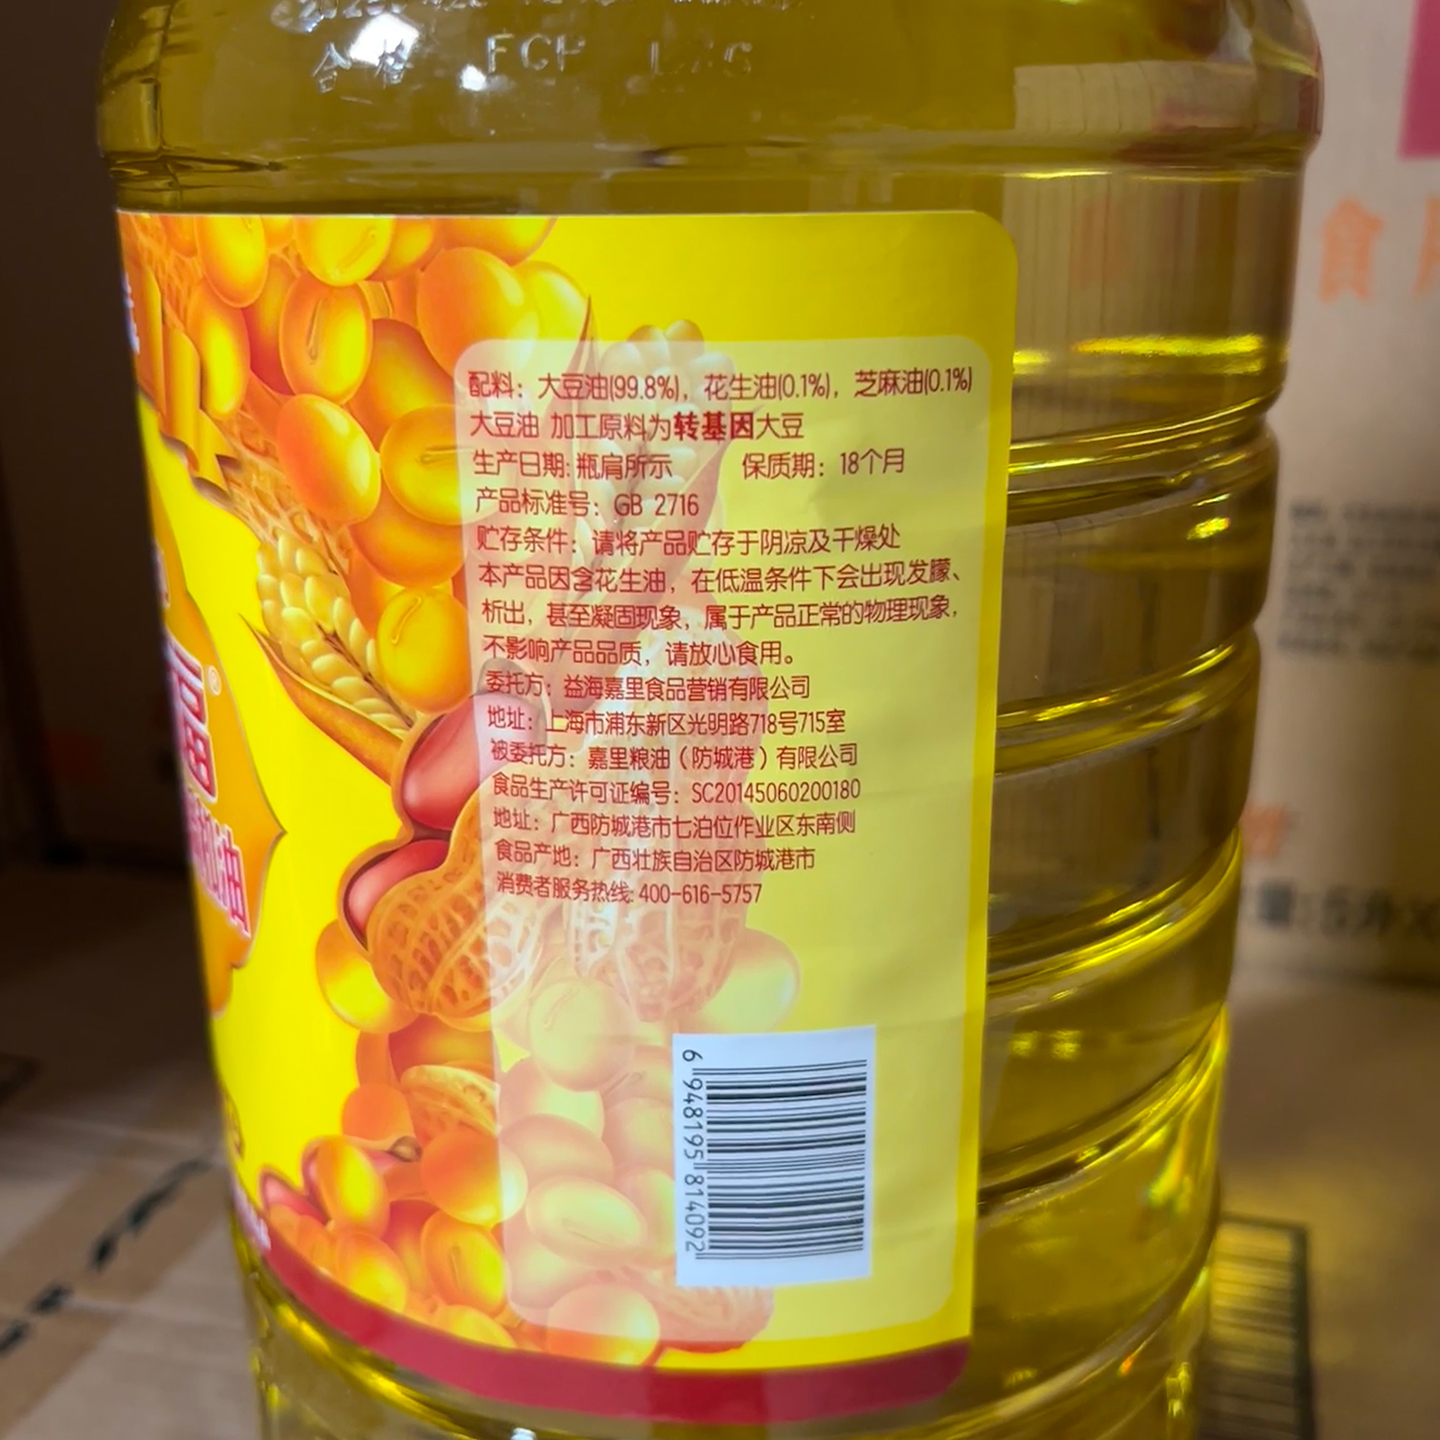 合格 FCF
配料：大豆油(99.8%)，花生油(0.1%)，芝麻油(0.1%)
大豆油 加工原料为转基因大豆
生产日期:瓶肩所示 保质期：18个月
产品标准号：GB 2716
贮存条件：请将产品贮存于阴凉及干燥处
本产品因含花生油，在低温条件下会出现发朦、
析出，甚至凝固现象，属于产品正常的物理现象，
不影响产品品质，请放心食用。
委托方：益海嘉里食品营销有限公司
地址：上海市浦东新区光明路718号715室
被委托方：嘉里粮油（防城港）有限公司
食品生产许可证编号：SC20145060200180
地址：广西防城港市七泊位作业区东南侧
食品产地：广西壮族自治区防城港市
消费者服务热线:400-616-5757
6 948195 814092
福®
油
食